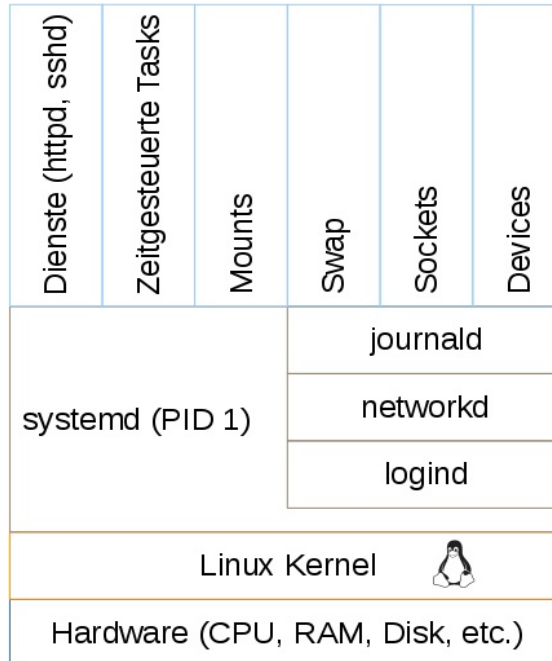 Dienste (httpd, sshd)
Zeitgesteuerte Tasks
Mounts
Swap
Sockets
Devices
journald
systemd (PID 1)
networkd
logind
Linux Kernel
Hardware (CPU, RAM, Disk, etc.)